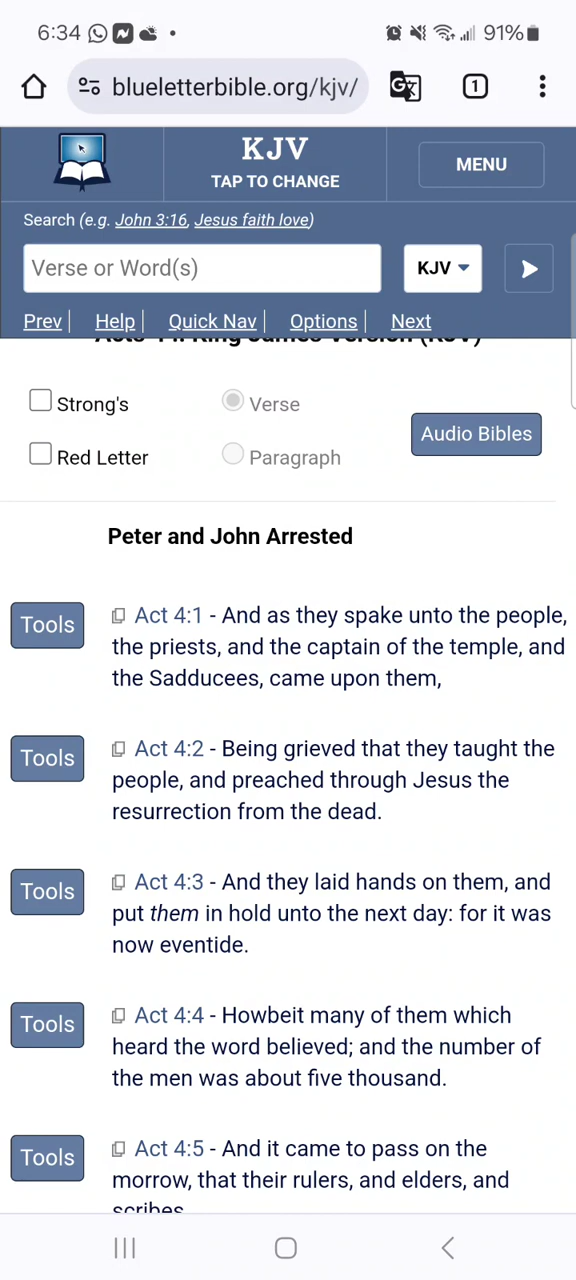 6:34 91%
blueletterbible.org/kjv/ 1
KJV
TAP TO CHANGE
MENU
Search (e.g. John 3:16, Jesus faith love)
Verse or Word(s) KJV
Prev | Help | Quick Nav | Options | Next
King James Version (KJV)
Strong's Verse
Audio Bibles
Red Letter Paragraph
Peter and John Arrested
Tools Act 4:1 - And as they spake unto the people,
the priests, and the captain of the temple, and
the Sadducees, came upon them,
Tools Act 4:2 - Being grieved that they taught the
people, and preached through Jesus the
resurrection from the dead.
Tools Act 4:3 - And they laid hands on them, and
put them in hold unto the next day: for it was
now eventide.
Tools Act 4:4 - Howbeit many of them which
heard the word believed; and the number of
the men was about five thousand.
Tools Act 4:5 - And it came to pass on the
morrow, that their rulers, and elders, and
scribes